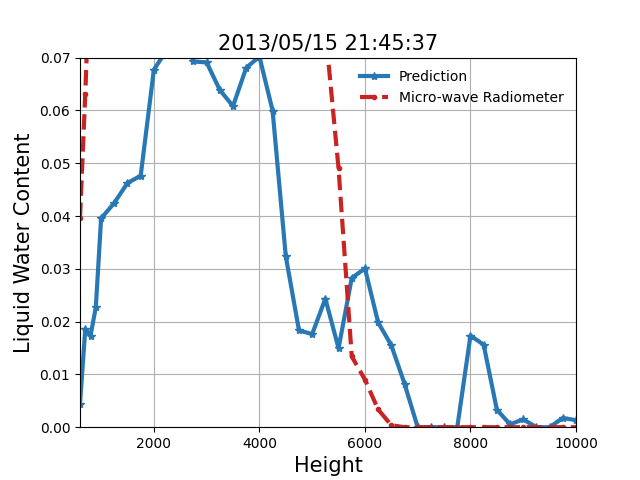 2013/05/15 21:45:37
Liquid Water Content
0.07
0.06
0.05
0.04
0.03
0.02
0.01
0.00
Prediction
Micro-wave Radiometer
2000 4000 6000 8000 10000
Height